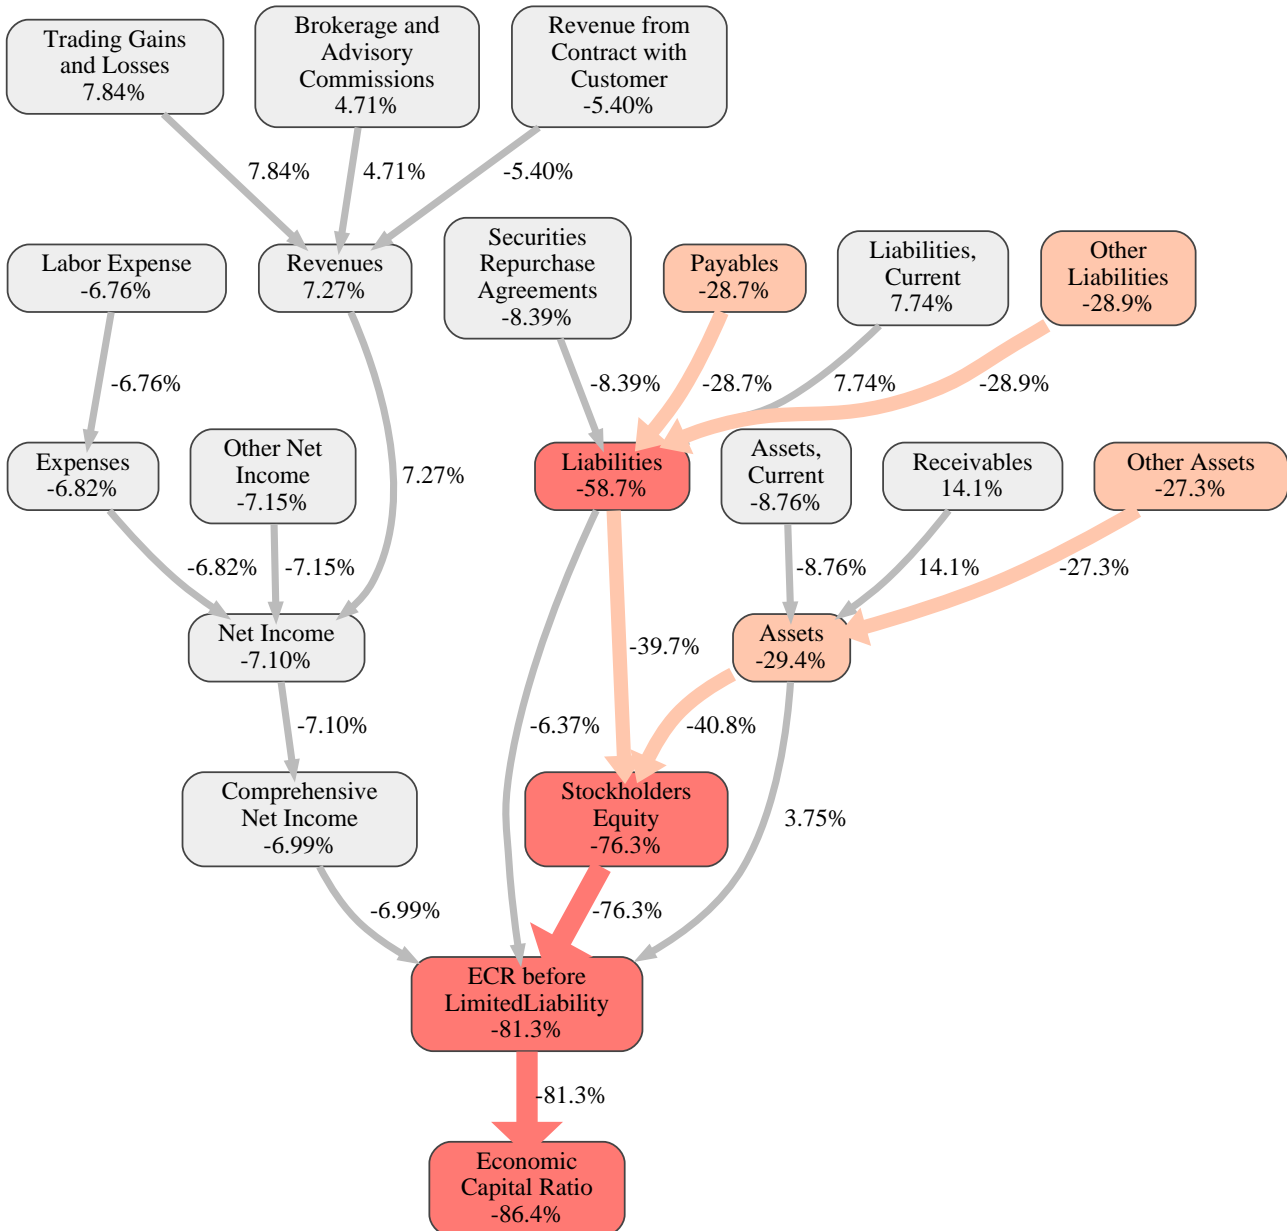 Trading Gains
and Losses
7.84%
Brokerage and
Advisory
Commissions
4.71%
Revenue from
Contract with
Customer
-5.40%
7.84%
4.71%
-5.40%
Labor Expense
-6.76%
Revenues
7.27%
Securities
Repurchase
Agreements
-8.39%
Payables
-28.7%
Liabilities,
Current
7.74%
Other
Liabilities
-28.9%
-6.76%
-8.39%
-28.7%
7.74%
-28.9%
Expenses
-6.82%
Other Net
Income
-7.15%
7.27%
Liabilities
-58.7%
Assets,
Current
-8.76%
Receivables
14.1%
Other Assets
-27.3%
-6.82%
-7.15%
-8.76%
14.1%
-27.3%
Net Income
-7.10%
-39.7%
Assets
-29.4%
-7.10%
-6.37%
-40.8%
Comprehensive
Net Income
-6.99%
Stockholders
Equity
-76.3%
3.75%
-6.99%
-76.3%
ECR before
LimitedLiability
-81.3%
-81.3%
Economic
Capital Ratio
-86.4%